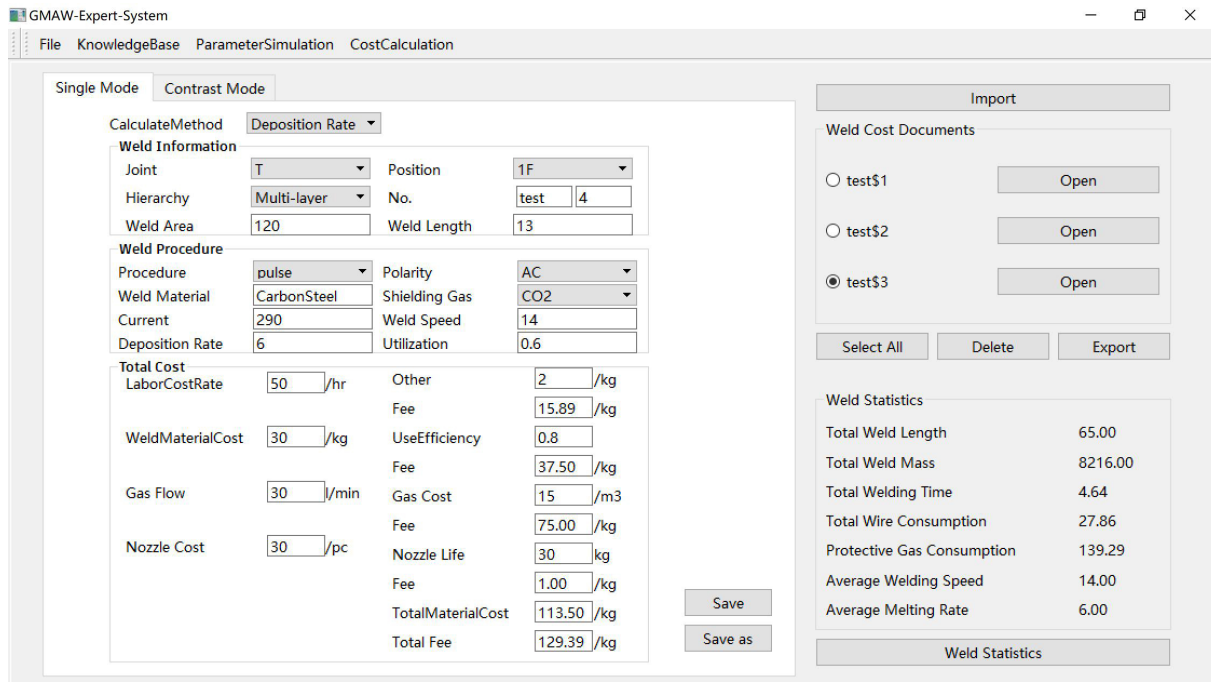 GMAW-Expert-System
File KnowledgeBase ParameterSimulation CostCalculation
Single Mode Contrast Mode
CalculateMethod Deposition Rate
Weld Information
Joint T Position 1F
Hierarchy Multi-layer No. test 4
Weld Area 120 Weld Length 13
Weld Procedure
Procedure pulse Polarity AC
Weld Material CarbonSteel Shielding Gas CO2
Current 290 Weld Speed 14
Deposition Rate 6 Utilization 0.6
Total Cost
LaborCostRate 50 /hr Other 2 /kg
Fee 15.89 /kg
WeldMaterialCost 30 /kg UseEfficiency 0.8
Fee 37.50 /kg
Gas Flow 30 l/min Gas Cost 15 /m3
Fee 75.00 /kg
Nozzle Cost 30 /pc Nozzle Life 30 kg
Fee 1.00 /kg
TotalMaterialCost 113.50 /kg
Total Fee 129.39 /kg
Save
Save as
Import
Weld Cost Documents
test$1 Open
test$2 Open
test$3 Open
Select All Delete Export
Weld Statistics
Total Weld Length 65.00
Total Weld Mass 8216.00
Total Welding Time 4.64
Total Wire Consumption 27.86
Protective Gas Consumption 139.29
Average Welding Speed 14.00
Average Melting Rate 6.00
Weld Statistics